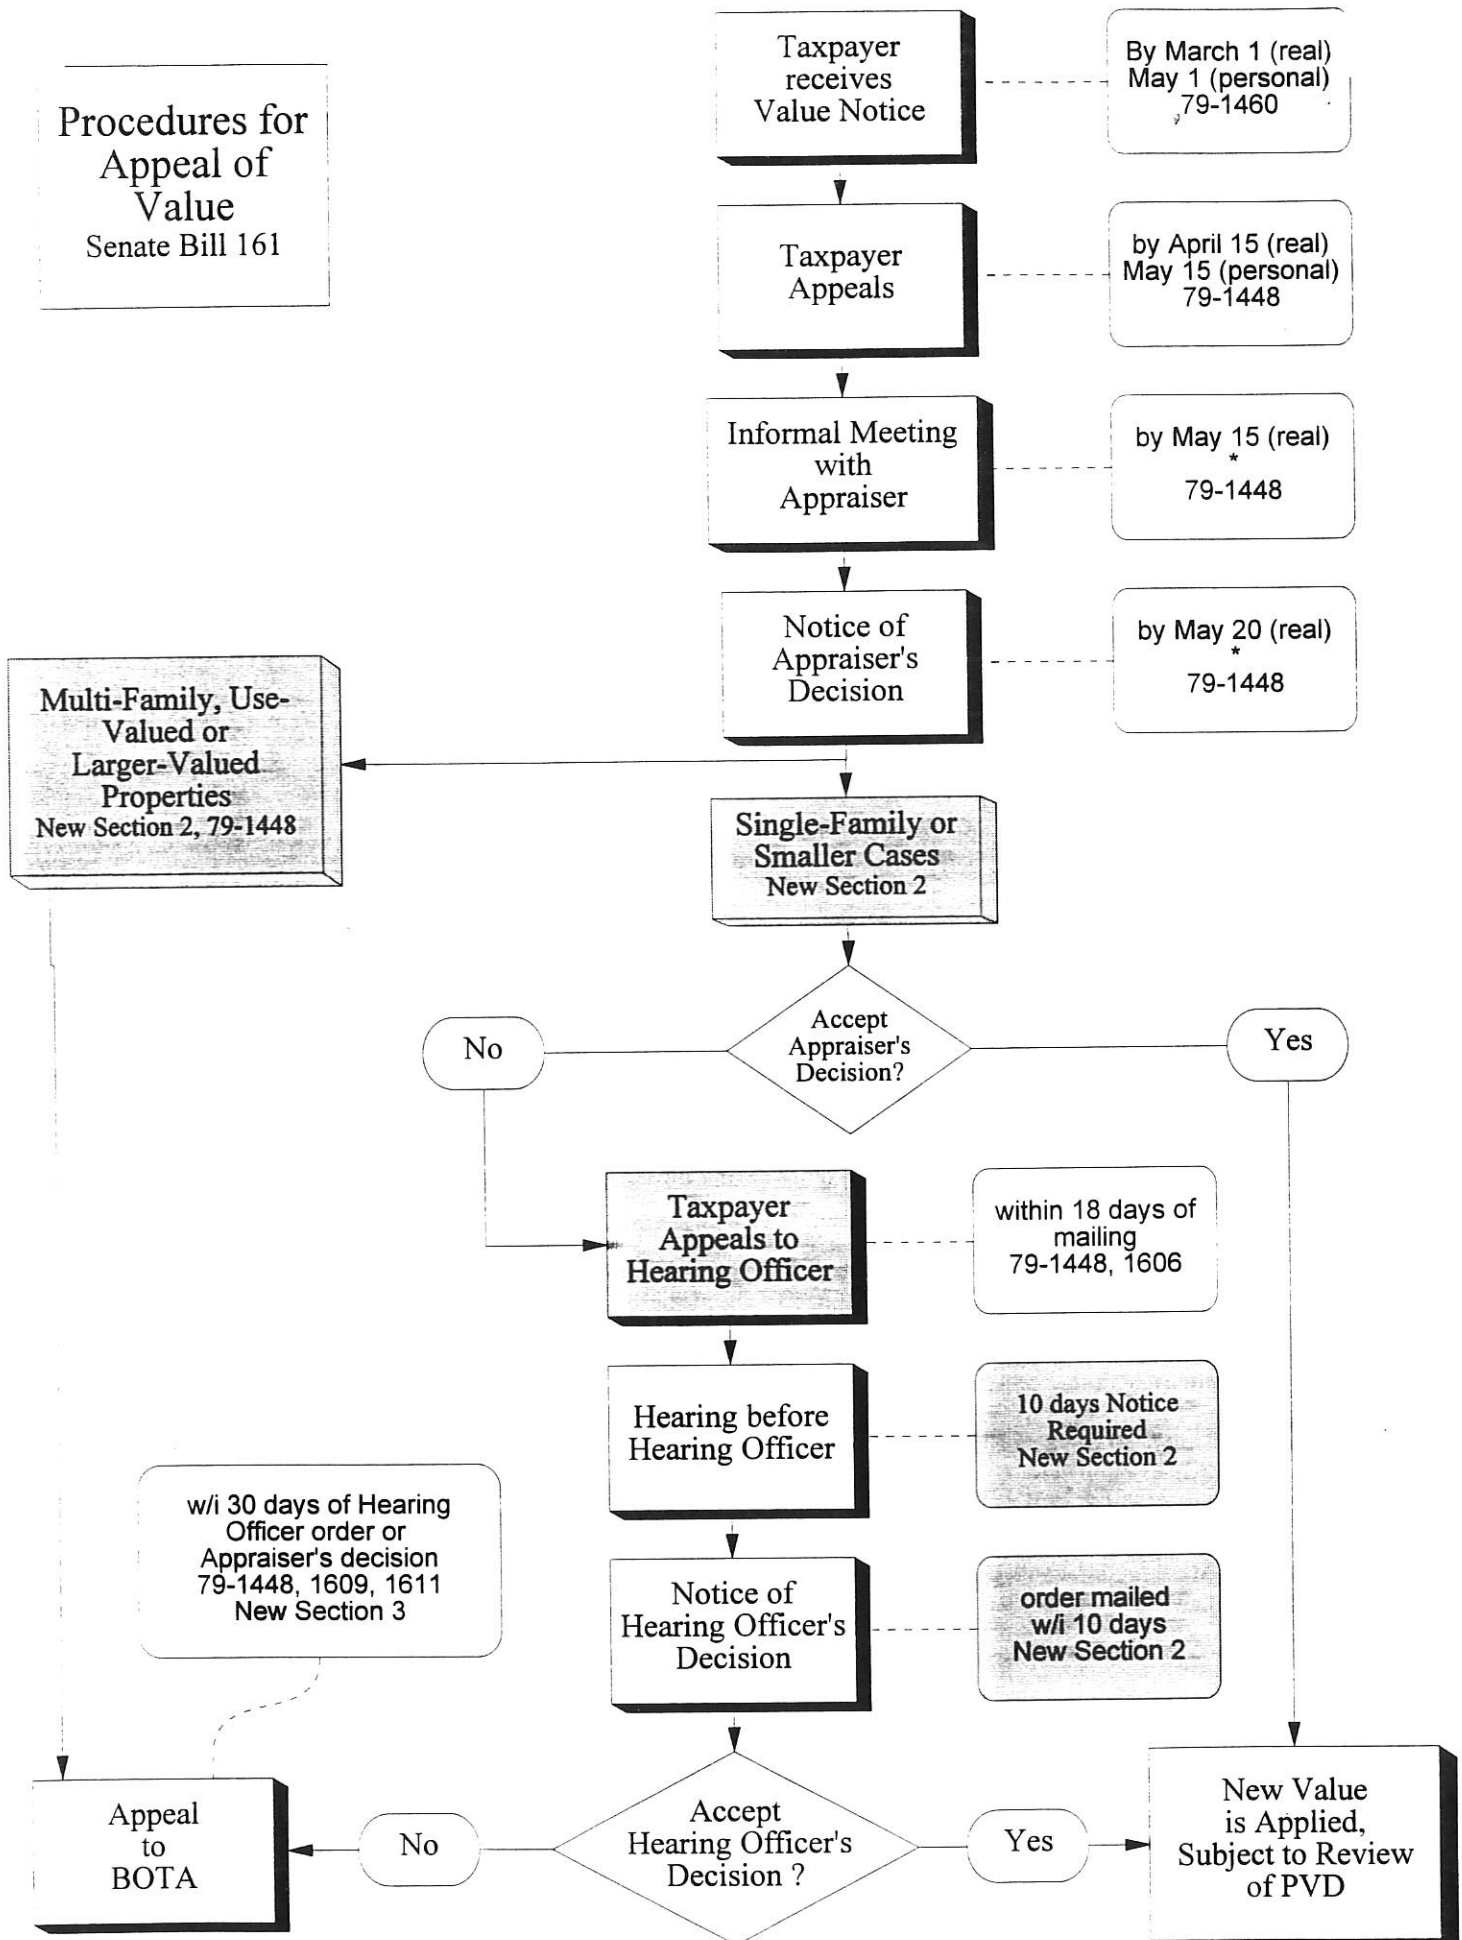 Procedures for
Appeal of
Value
Senate Bill 161
Taxpayer
receives
Value Notice
By March 1 (real)
May 1 (personal)
79-1460
Taxpayer
Appeals
by April 15 (real)
May 15 (personal)
79-1448
Informal Meeting
with
Appraiser
by May 15 (real)
*
79-1448
Notice of
Appraiser's
Decision
by May 20 (real)
*
79-1448
Multi-Family, Use-
Valued or
Larger-Valued
Properties
New Section 2, 79-1448
Single-Family or
Smaller Cases
New Section 2
Accept
Appraiser's
Decision?
No
Yes
Taxpayer
Appeals to
Hearing Officer
within 18 days of
mailing
79-1448, 1606
Hearing before
Hearing Officer
10 days Notice
Required
New Section 2
w/i 30 days of Hearing
Officer order or
Appraiser's decision
79-1448, 1609, 1611
New Section 3
Notice of
Hearing Officer's
Decision
order mailed
w/i 10 days
New Section 2
Appeal
to
BOTA
No
Accept
Hearing Officer's
Decision ?
Yes
New Value
is Applied,
Subject to Review
of PVD